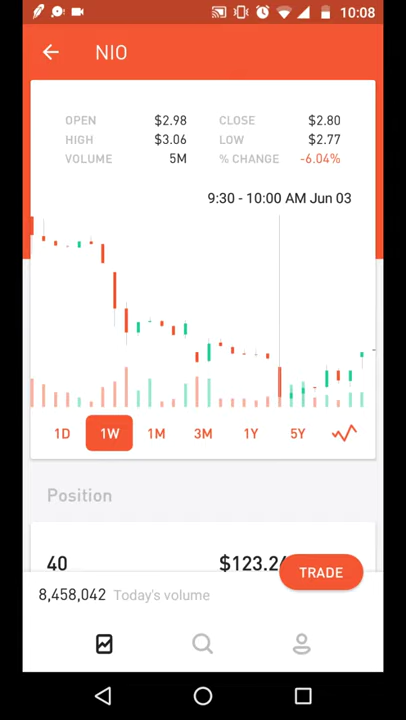 10:08
NIO
OPEN $2.98 CLOSE $2.80
HIGH $3.06 LOW $2.77
VOLUME 5M % CHANGE -6.04%
9:30 - 10:00 AM Jun 03
1D 1W 1M 3M 1Y 5Y
Position
40
TRADE
8,458,042 Today's volume